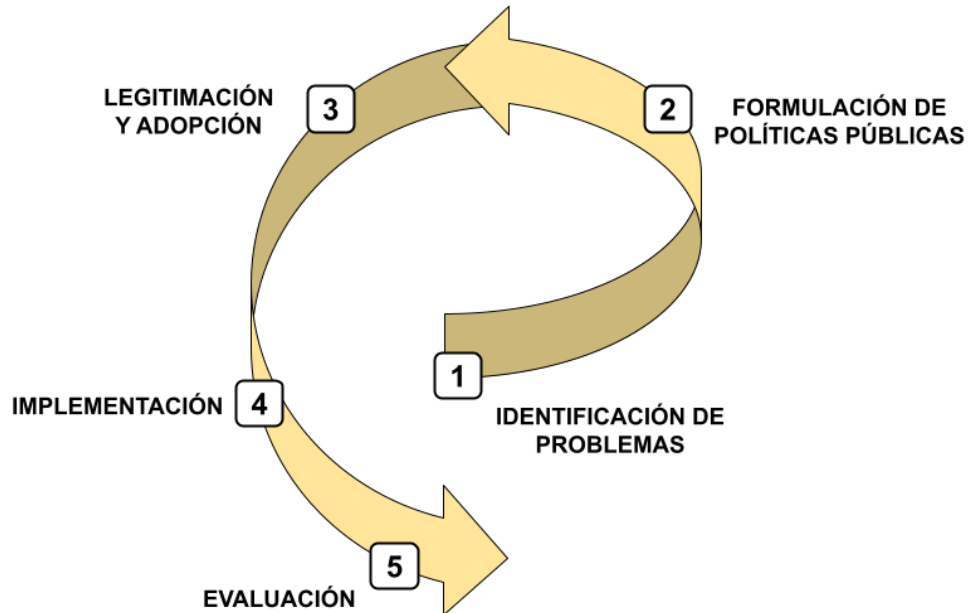 1
IDENTIFICACIÓN DE
PROBLEMAS
2
FORMULACIÓN DE
POLÍTICAS PÚBLICAS
3
LEGITIMACIÓN
Y ADOPCIÓN
4
IMPLEMENTACIÓN
5
EVALUACIÓN